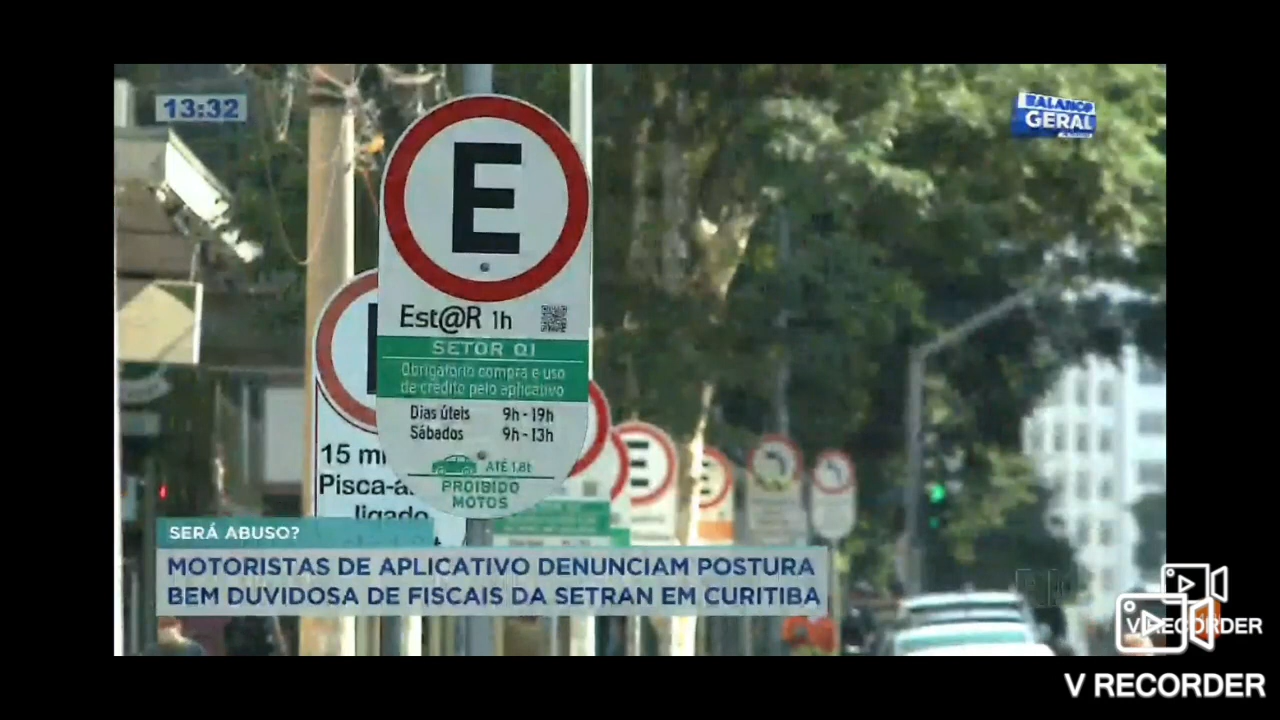 13:32
BALANÇO
GERAL
E
Est@R 1h
SETOR 01
Obrigatório compra e uso
de crédito pelo aplicativo
Dias úteis 9h-19h
Sábados 9h-13h
ATÉ 1,8t
PROIBIDO
MOTOS
15 mi
Pisca-a
ligado
E
E
SERÁ ABUSO?
MOTORISTAS DE APLICATIVO DENUNCIAM POSTURA
BEM DUVIDOSA DE FISCAIS DA SETRAN EM CURITIBA
V RECORDER
V RECORDER